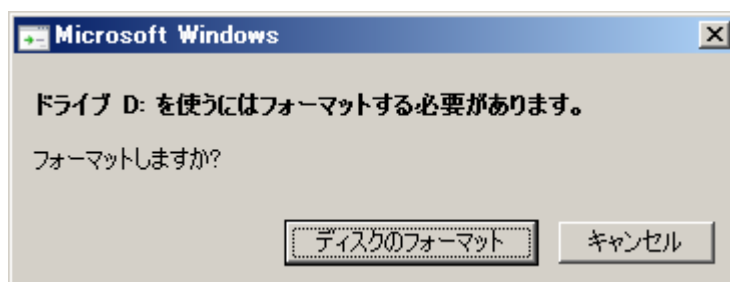 Microsoft Windows
ドライブ D: を使うにはフォーマットする必要があります。
フォーマットしますか?
ディスクのフォーマット
キャンセル